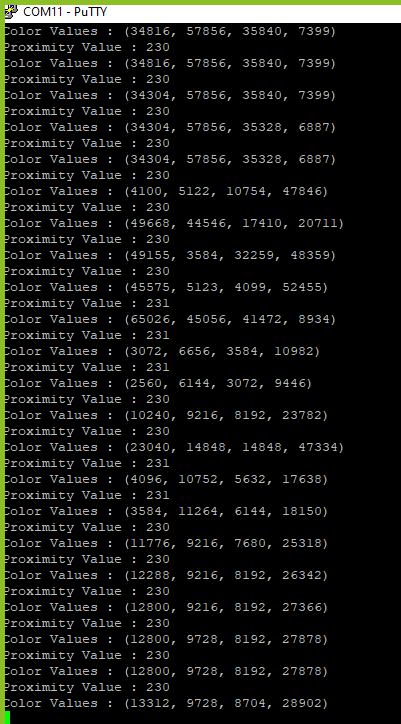 COM11 - PuTTY
Color Values : (34816, 57856, 35840, 7399)
Proximity Value : 230
Color Values : (34816, 57856, 35840, 7399)
Proximity Value : 230
Color Values : (34304, 57856, 35840, 7399)
Proximity Value : 230
Color Values : (34304, 57856, 35328, 6887)
Proximity Value : 230
Color Values : (34304, 57856, 35328, 6887)
Proximity Value : 230
Color Values : (4100, 5122, 10754, 47846)
Proximity Value : 230
Color Values : (49668, 44546, 17410, 20711)
Proximity Value : 230
Color Values : (49155, 3584, 32259, 48359)
Proximity Value : 230
Color Values : (45575, 5123, 4099, 52455)
Proximity Value : 231
Color Values : (65026, 45056, 41472, 8934)
Proximity Value : 231
Color Values : (3072, 6656, 3584, 10982)
Proximity Value : 231
Color Values : (2560, 6144, 3072, 9446)
Proximity Value : 230
Color Values : (10240, 9216, 8192, 23782)
Proximity Value : 230
Color Values : (23040, 14848, 14848, 47334)
Proximity Value : 231
Color Values : (4096, 10752, 5632, 17638)
Proximity Value : 231
Color Values : (3584, 11264, 6144, 18150)
Proximity Value : 230
Color Values : (11776, 9216, 7680, 25318)
Proximity Value : 230
Color Values : (12288, 9216, 8192, 26342)
Proximity Value : 230
Color Values : (12800, 9216, 8192, 27366)
Proximity Value : 230
Color Values : (12800, 9728, 8192, 27878)
Proximity Value : 230
Color Values : (12800, 9728, 8192, 27878)
Proximity Value : 230
Color Values : (13312, 9728, 8704, 28902)